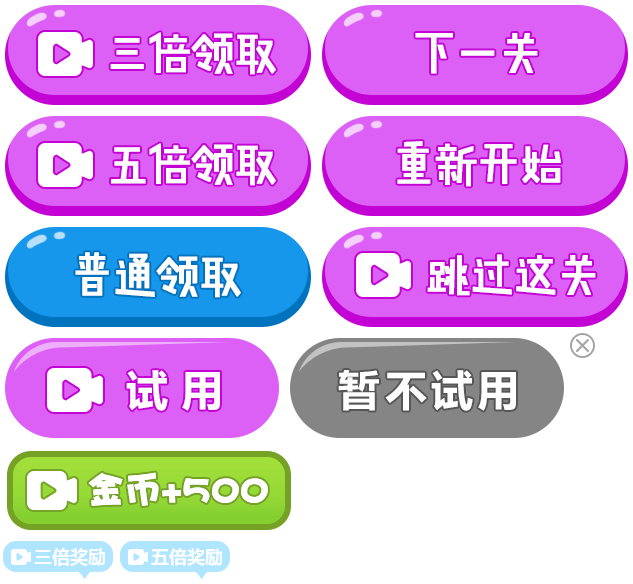 三倍领取
下一关
五倍领取
重新开始
普通领取
跳过这关
试用
暂不试用
金币+500
三倍奖励
五倍奖励